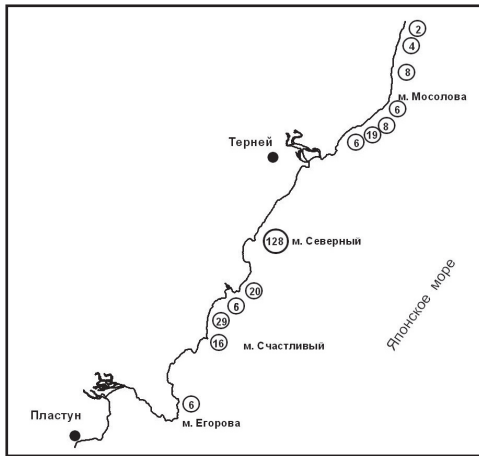 2
4
8
м. Мосолова
6
8
19
6
Терней
128 м. Северный
20
6
29
16 м. Счастливый
Японское море
6
м. Егорова
Пластун